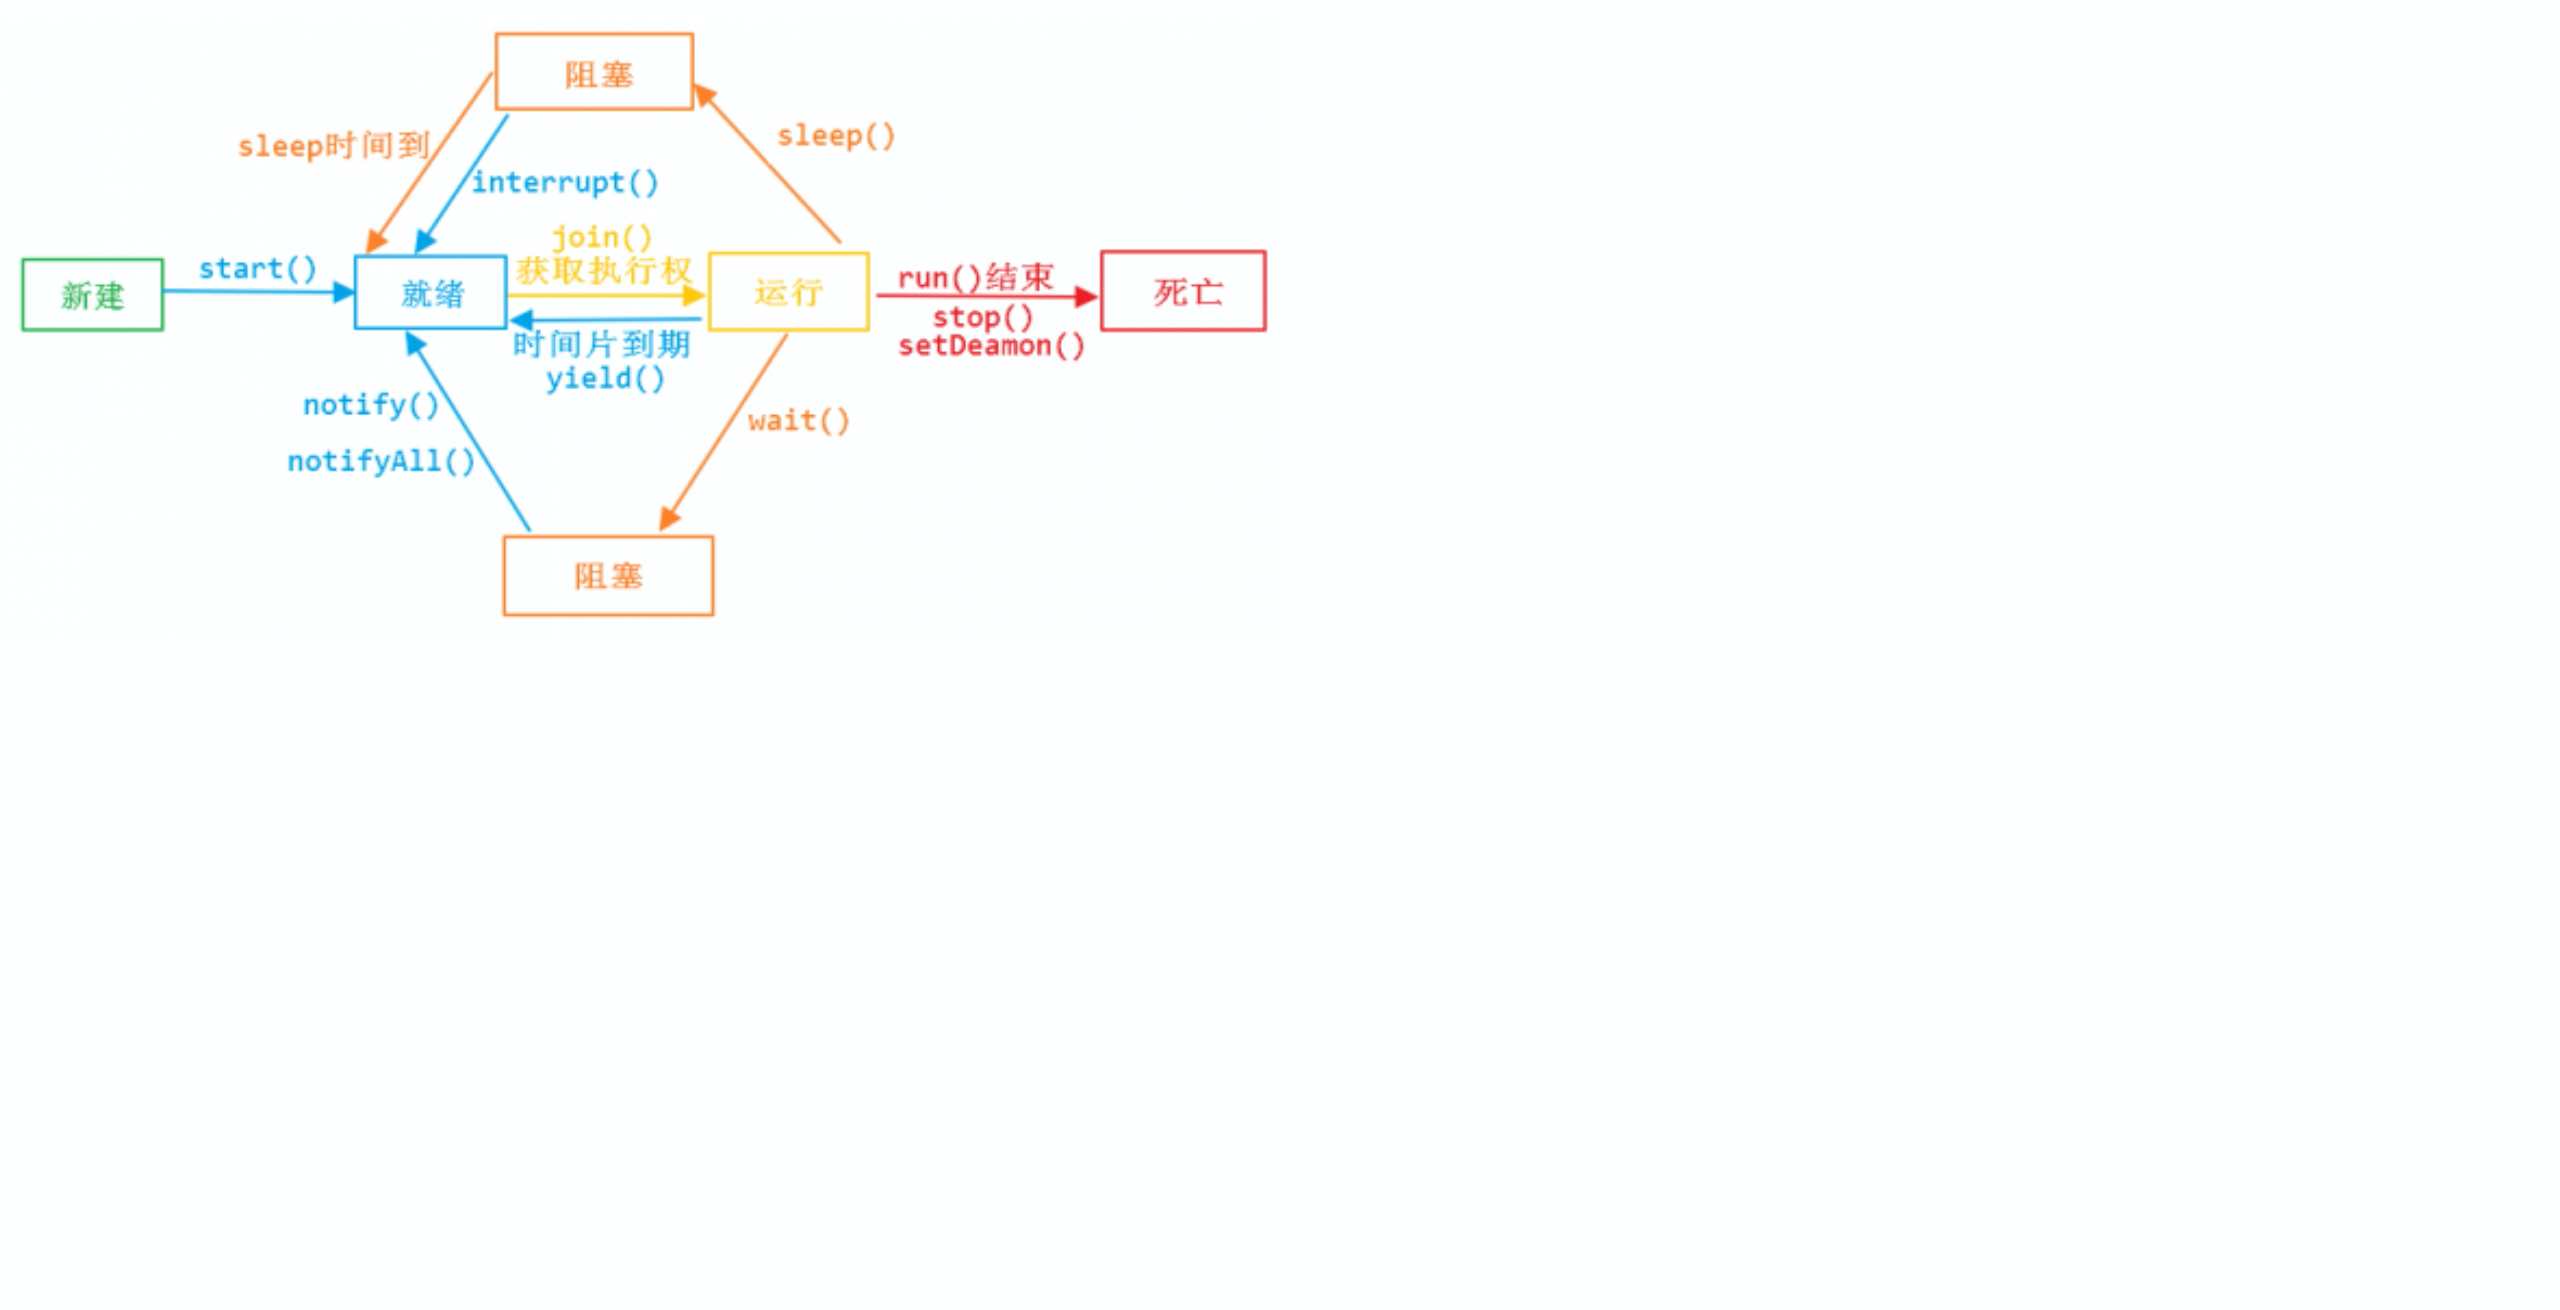 阻塞
sleep()
sleep时间到
interrupt()
join()
获取执行权
start()
新建
就绪
运行
run()结束
死亡
stop()
setDeamon()
时间片到期
yield()
notify()
wait()
notifyAll()
阻塞